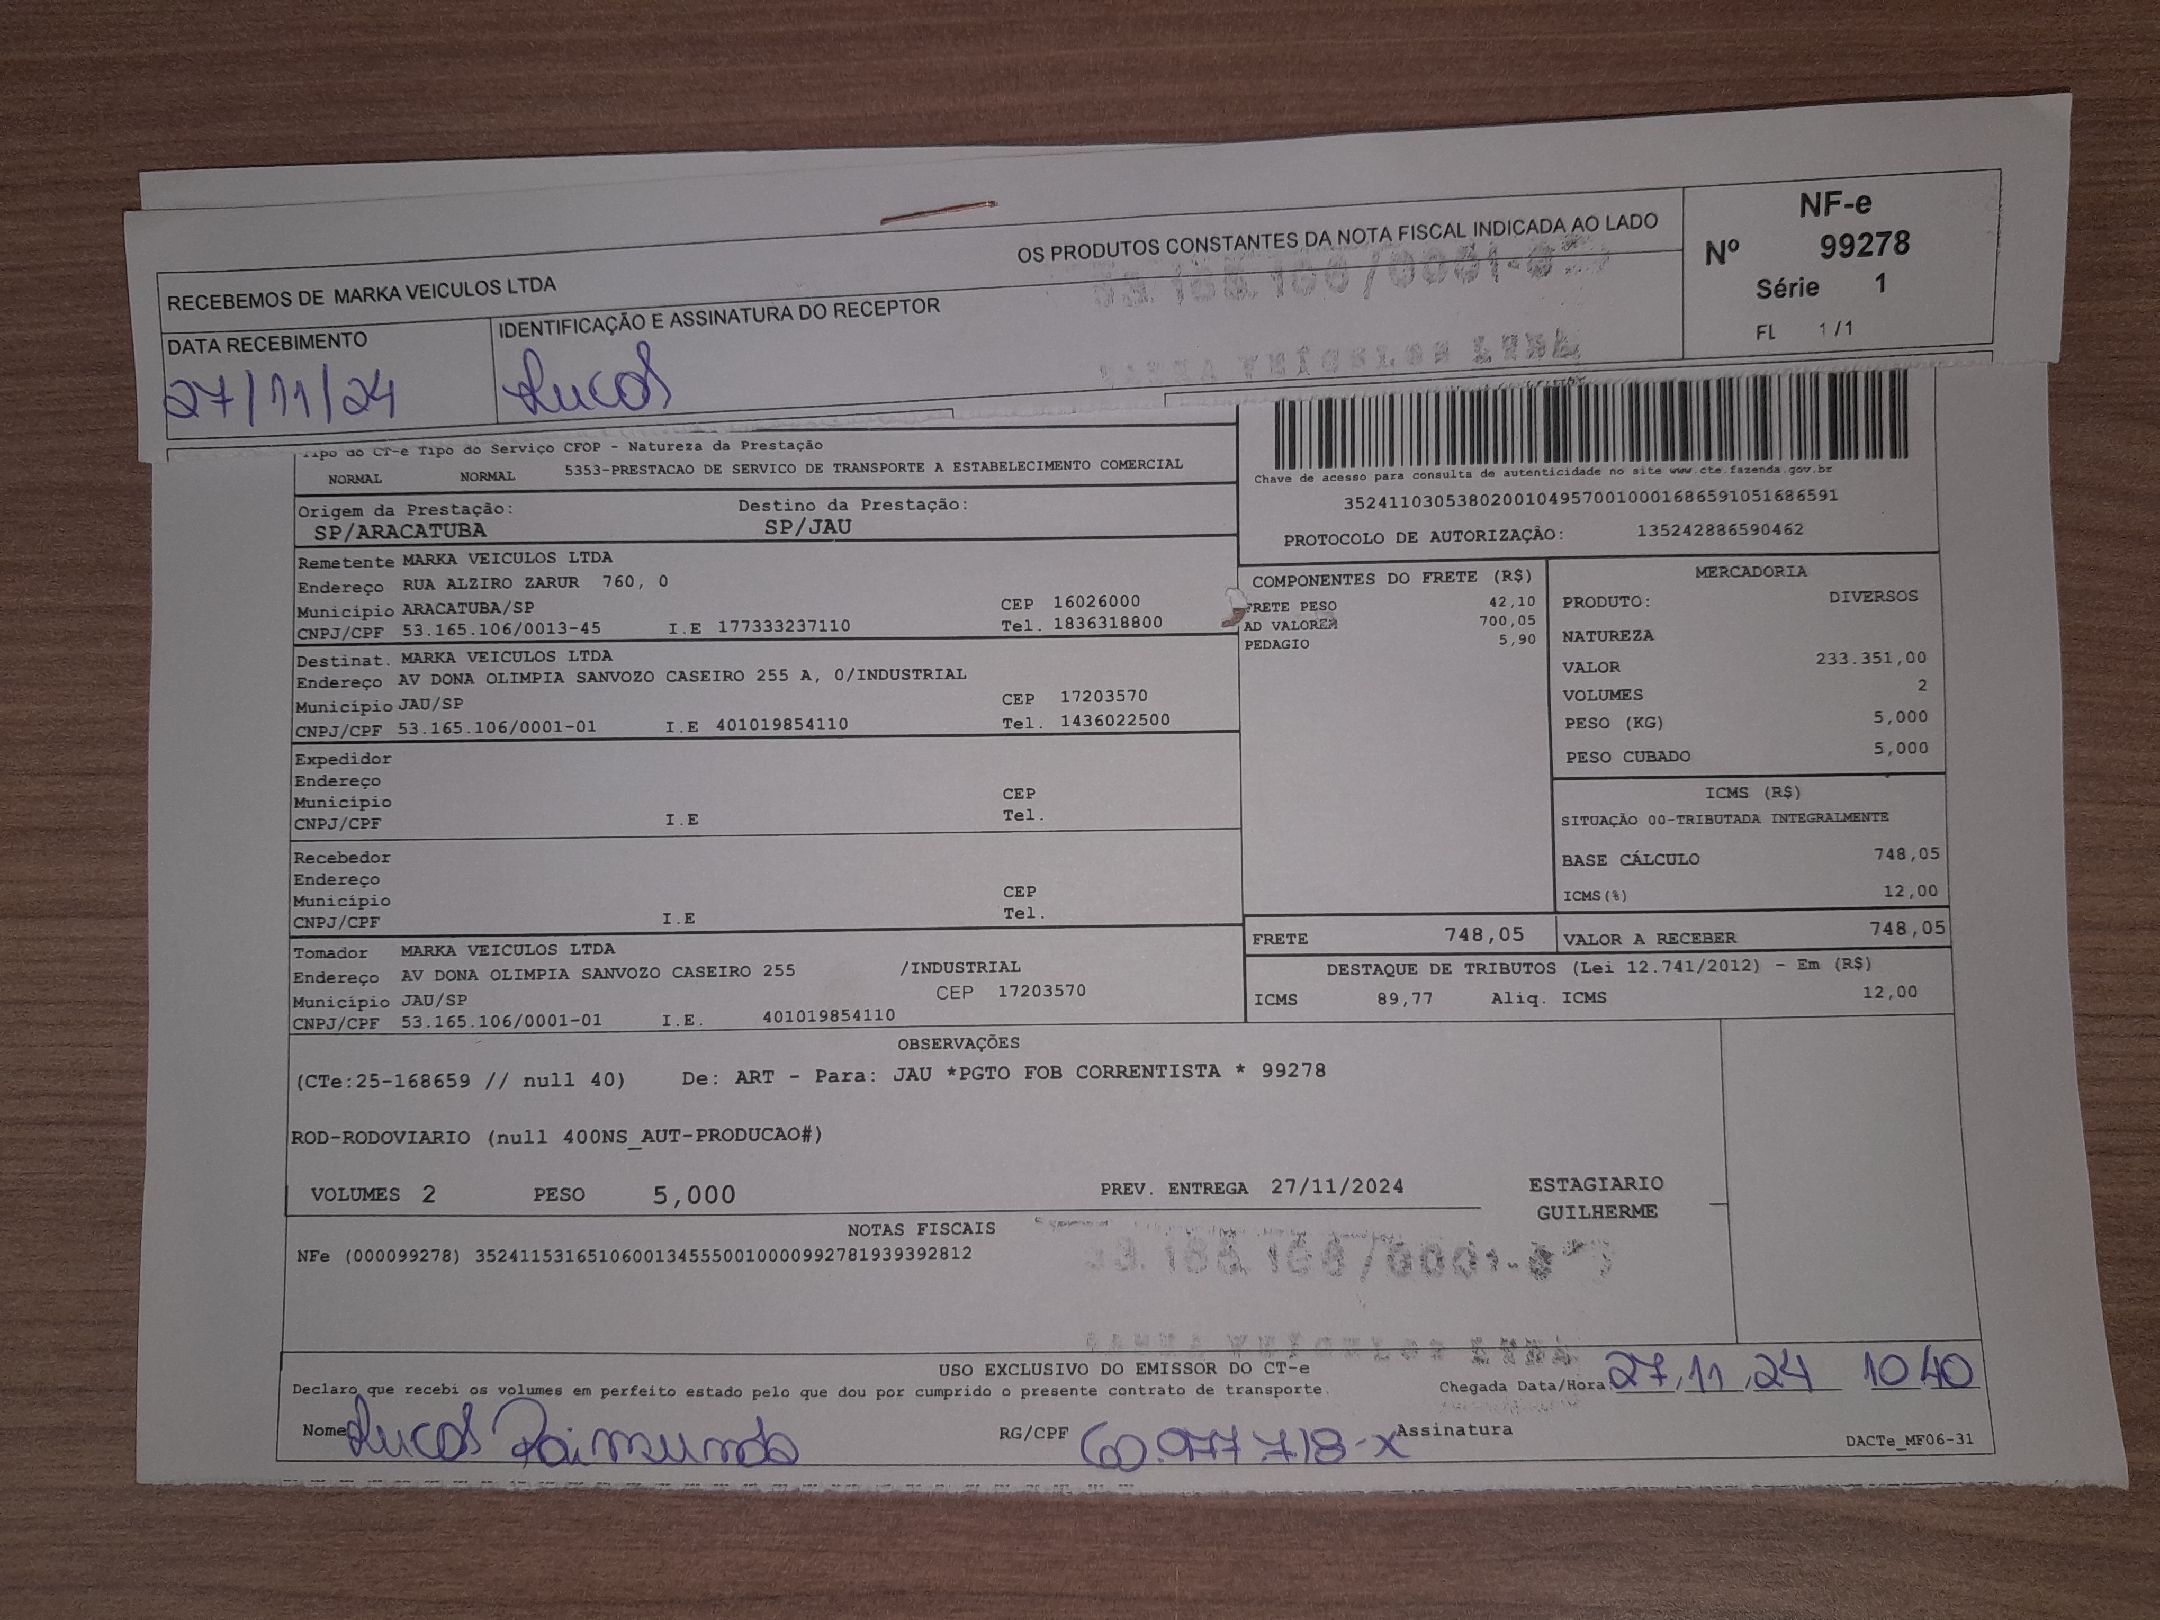 RECEBEMOS DE MARKA VEICULOS LTDA OS PRODUTOS CONSTANTES DA NOTA FISCAL INDICADA AO LADO
NF-e
Nº 99278
Série 1
FL 1/1
DATA RECEBIMENTO
27/11/24
IDENTIFICAÇÃO E ASSINATURA DO RECEPTOR
Lucas
Tipo do CT-e Tipo do Serviço CFOP - Natureza da Prestação
NORMAL NORMAL 5353-PRESTACAO DE SERVICO DE TRANSPORTE A ESTABELECIMENTO COMERCIAL
Chave de acesso para consulta de autenticidade no site www.cte.fazenda.gov.br
35241103053802001049570010001686591051686591
PROTOCOLO DE AUTORIZAÇÃO: 135242886590462
Origem da Prestação: Destino da Prestação:
SP/ARACATUBA SP/JAU
Remetente MARKA VEICULOS LTDA
Endereço RUA ALZIRO ZARUR 760, 0
Município ARACATUBA/SP CEP 16026000
CNPJ/CPF 53.165.106/0013-45 I.E 177333237110 Tel. 1836318800
Destinat. MARKA VEICULOS LTDA
Endereço AV DONA OLIMPIA SANVOZO CASEIRO 255 A, 0/INDUSTRIAL
Município JAU/SP CEP 17203570
CNPJ/CPF 53.165.106/0001-01 I.E 401019854110 Tel. 1436022500
Expedidor
Endereço
Município CEP
CNPJ/CPF I.E Tel.
Recebedor
Endereço
Município CEP
CNPJ/CPF I.E Tel.
Tomador MARKA VEICULOS LTDA
Endereço AV DONA OLIMPIA SANVOZO CASEIRO 255 /INDUSTRIAL
Município JAU/SP CEP 17203570
CNPJ/CPF 53.165.106/0001-01 I.E. 401019854110
COMPONENTES DO FRETE (R$)
FRETE PESO 42,10
AD VALOREM 700,05
PEDAGIO 5,90
MERCADORIA
PRODUTO: DIVERSOS
NATUREZA
VALOR 233.351,00
VOLUMES 2
PESO (KG) 5,000
PESO CUBADO 5,000
ICMS (R$)
SITUAÇÃO 00-TRIBUTADA INTEGRALMENTE
BASE CÁLCULO 748,05
ICMS(%) 12,00
FRETE 748,05 VALOR A RECEBER 748,05
DESTAQUE DE TRIBUTOS (Lei 12.741/2012) - Em (R$)
ICMS 89,77 Aliq. ICMS 12,00
OBSERVAÇÕES
(CTe:25-168659 // null 40) De: ART - Para: JAU *PGTO FOB CORRENTISTA * 99278
ROD-RODOVIARIO (null 400NS_AUT-PRODUCAO#)
VOLUMES 2 PESO 5,000 PREV. ENTREGA 27/11/2024 ESTAGIARIO
GUILHERME
NOTAS FISCAIS
NFe (000099278) 35241153165106001345550010000992781939392812
USO EXCLUSIVO DO EMISSOR DO CT-e
Declaro que recebi os volumes em perfeito estado pelo que dou por cumprido o presente contrato de transporte.
Chegada Data/Hora 27,11,24 10 40
Nome Lucas Raimundo RG/CPF 60.977.718-X Assinatura
DACTe_MF06-31